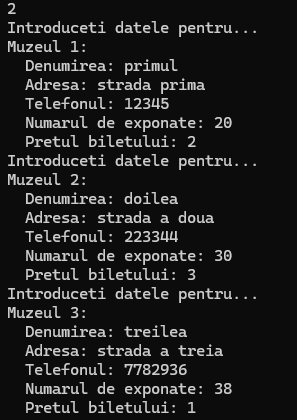 2
Introduceti datele pentru...
Muzeul 1:
  Denumirea: primul
  Adresa: strada prima
  Telefonul: 12345
  Numarul de exponate: 20
  Pretul biletului: 2
Introduceti datele pentru...
Muzeul 2:
  Denumirea: doilea
  Adresa: strada a doua
  Telefonul: 223344
  Numarul de exponate: 30
  Pretul biletului: 3
Introduceti datele pentru...
Muzeul 3:
  Denumirea: treilea
  Adresa: strada a treia
  Telefonul: 7782936
  Numarul de exponate: 38
  Pretul biletului: 1